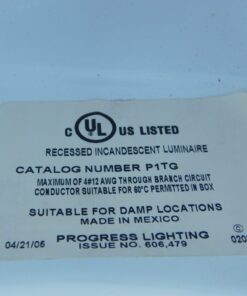 C UL US LISTED
RECESSED INCANDESCENT LUMINAIRE
CATALOG NUMBER P1TG
MAXIMUM OF 4#12 AWG THROUGH BRANCH CIRCUIT
CONDUCTOR SUITABLE FOR 60°C PERMITTED IN BOX
SUITABLE FOR DAMP LOCATIONS
MADE IN MEXICO
PROGRESS LIGHTING
04/21/05 ISSUE NO. 606,479